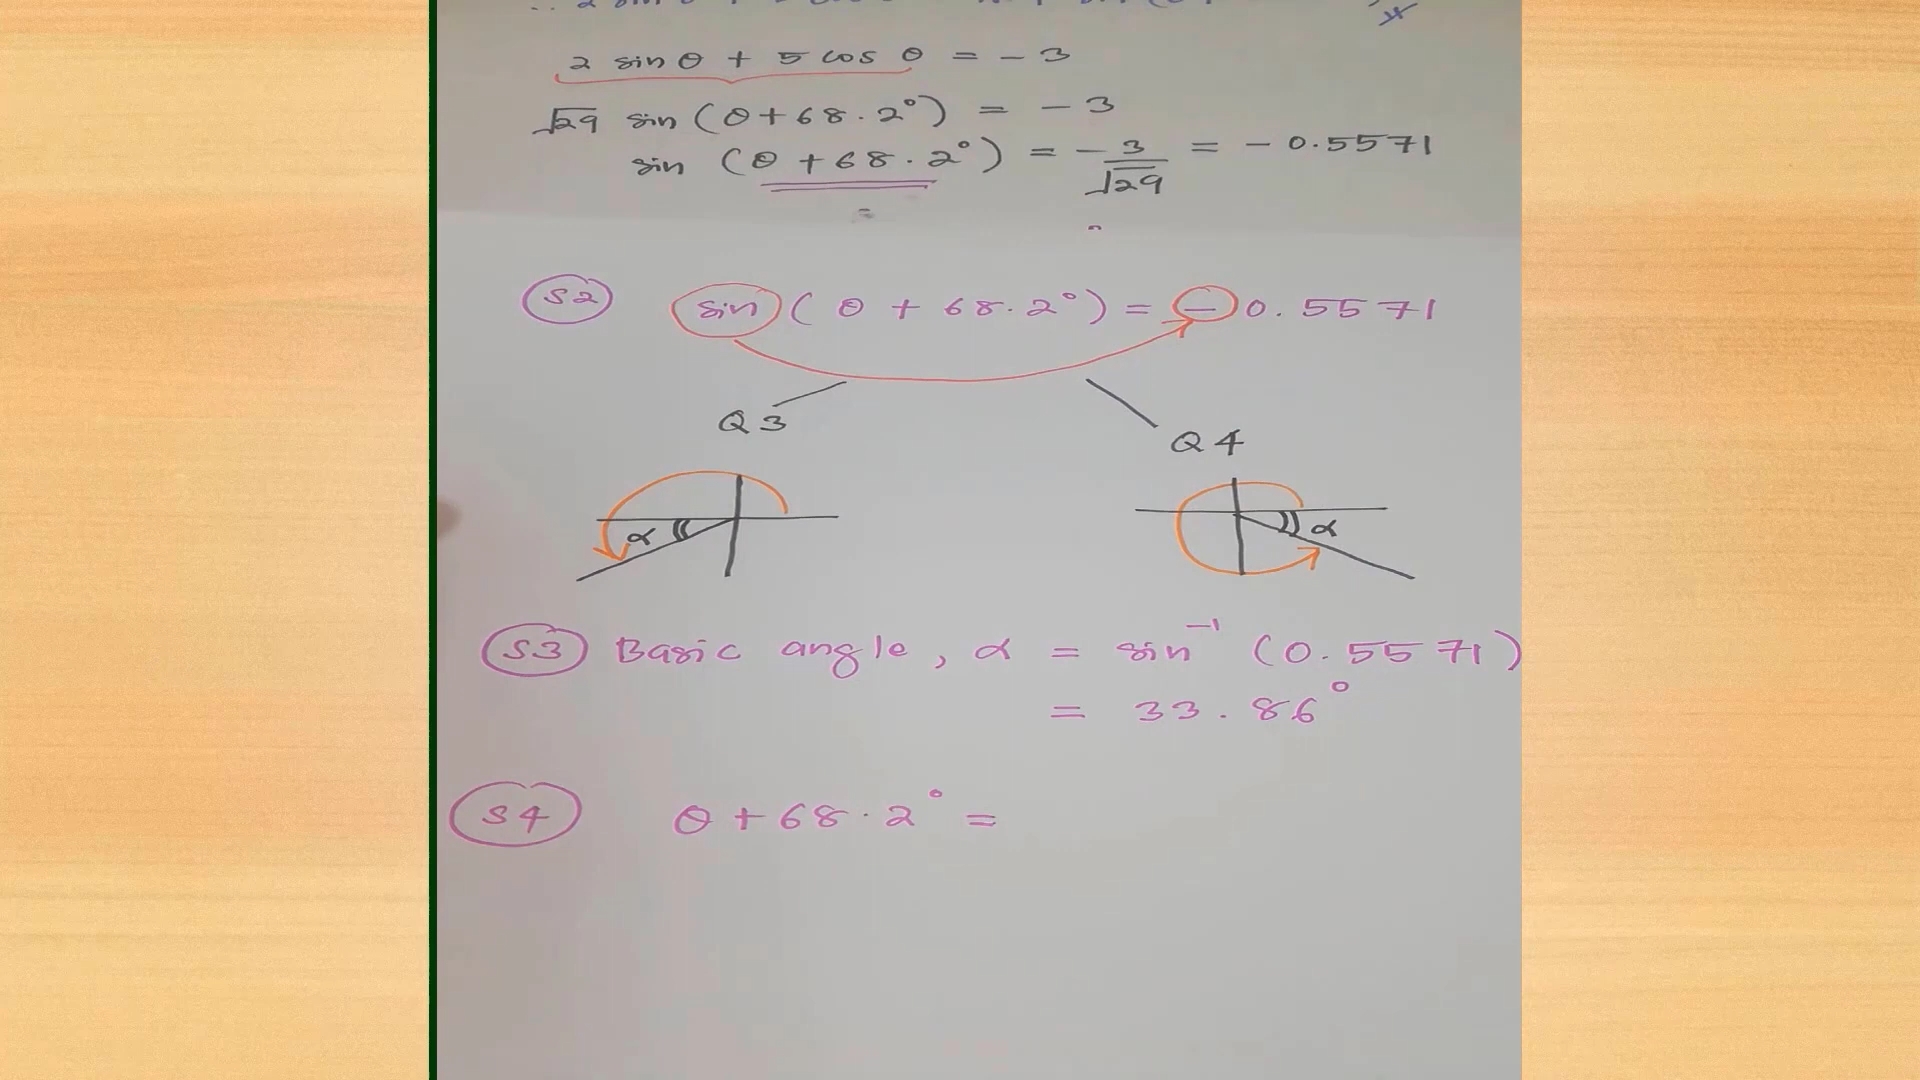 2 sin θ + 5 cos θ = -3
√29 sin (θ + 68.2°) = -3
sin (θ + 68.2°) = -3/√29 = -0.5571
S2 sin (θ + 68.2°) = -0.5571
Q3 Q4
α α
S3 Basic angle, α = sin⁻¹ (0.5571)
= 33.86°
S4 θ + 68.2° =